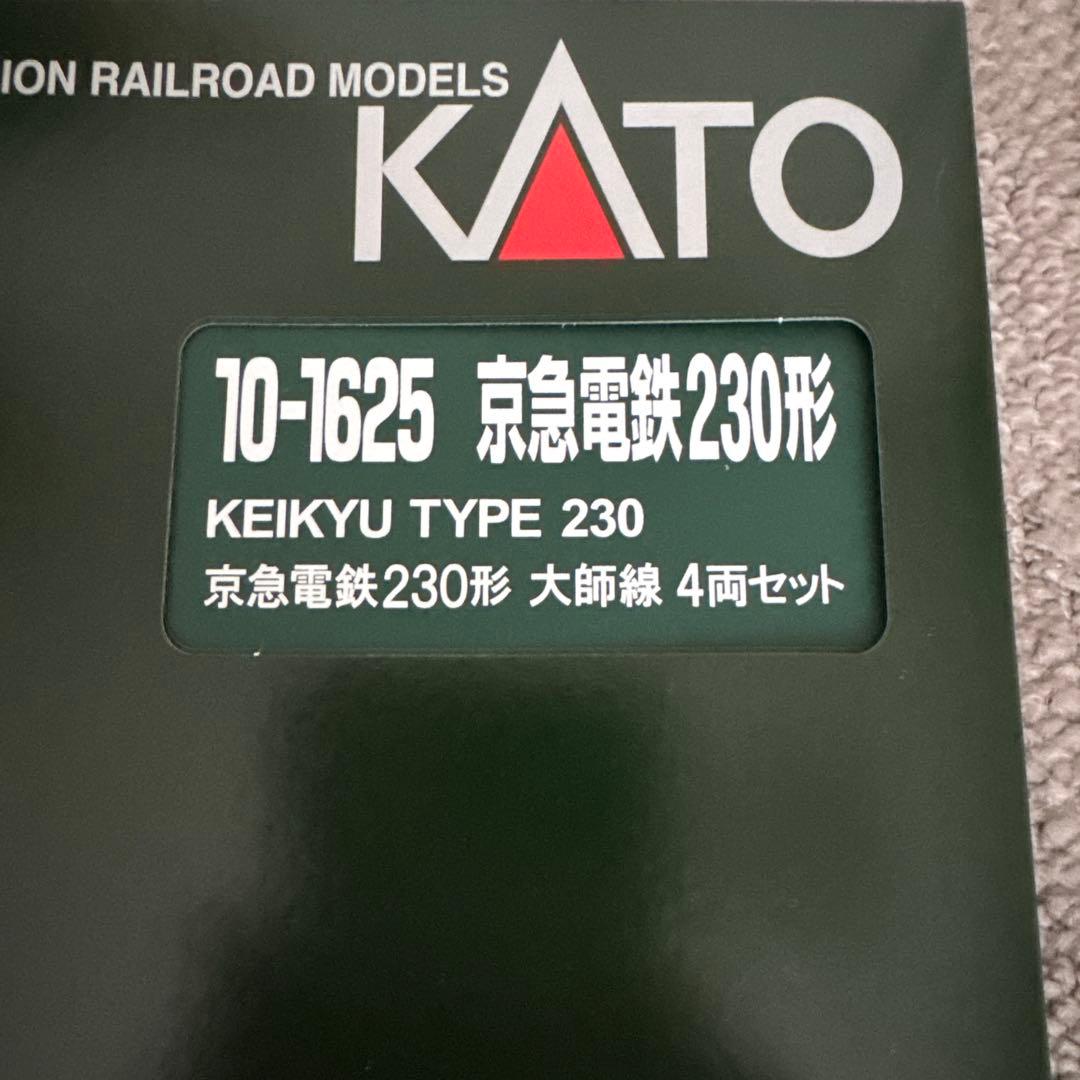 RAILROAD MODELS
KATO
10-1625 京急電鉄230形
KEIKYU TYPE 230
京急電鉄230形 大師線 4両セット